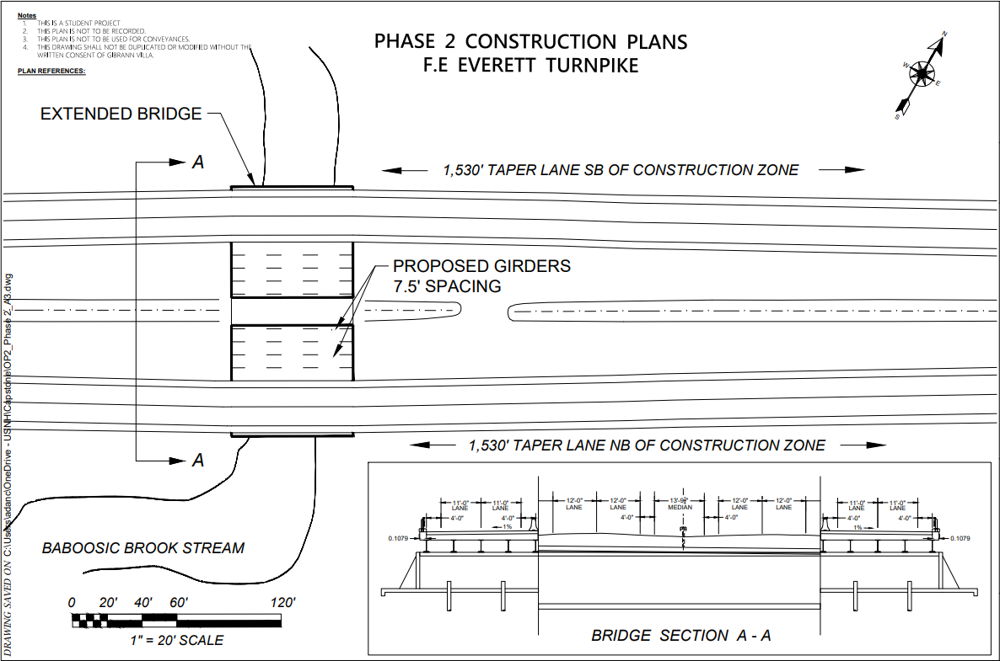 Notes
1. THIS IS A STUDENT PROJECT
2. THIS PLAN IS NOT TO BE RECORDED.
3. THIS PLAN IS NOT TO BE USED FOR CONVEYANCES.
4. THIS DRAWING SHALL NOT BE DUPLICATED OR MODIFIED WITHOUT THE
WRITTEN CONSENT OF GIBRANN VILLA.
PLAN REFERENCES:
PHASE 2 CONSTRUCTION PLANS
F.E EVERETT TURNPIKE
N
W
E
S
EXTENDED BRIDGE
A
1,530' TAPER LANE SB OF CONSTRUCTION ZONE
PROPOSED GIRDERS
7.5' SPACING
A
1,530' TAPER LANE NB OF CONSTRUCTION ZONE
BABOOSIC BROOK STREAM
0 20' 40' 60' 120'
1" = 20' SCALE
11'-0" LANE
11'-0" LANE
4'-0"
4'-0"
1%
0.1079
12'-0" LANE
12'-0" LANE
4'-0"
13'-9" MEDIAN
4'-0"
12'-0" LANE
12'-0" LANE
11'-0" LANE
11'-0" LANE
4'-0"
4'-0"
1%
0.1079
BRIDGE SECTION A - A
DRAWING SAVED ON C:\Users\adanc\OneDrive - USNH\Capstone\OP2_Phase 2_A3.dwg